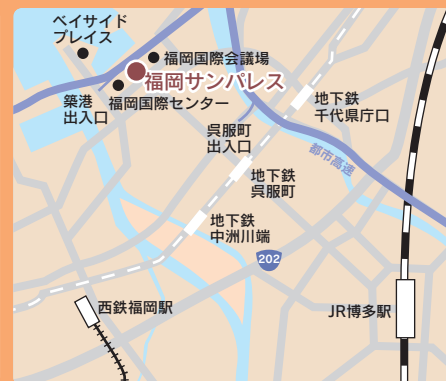 ベイサイド
プレイス
福岡国際会議場
福岡サンパレス
築港
出入口
福岡国際センター
地下鉄
千代県庁口
呉服町
出入口
都市高速
地下鉄
呉服町
地下鉄
中洲川端
202
西鉄福岡駅
JR博多駅